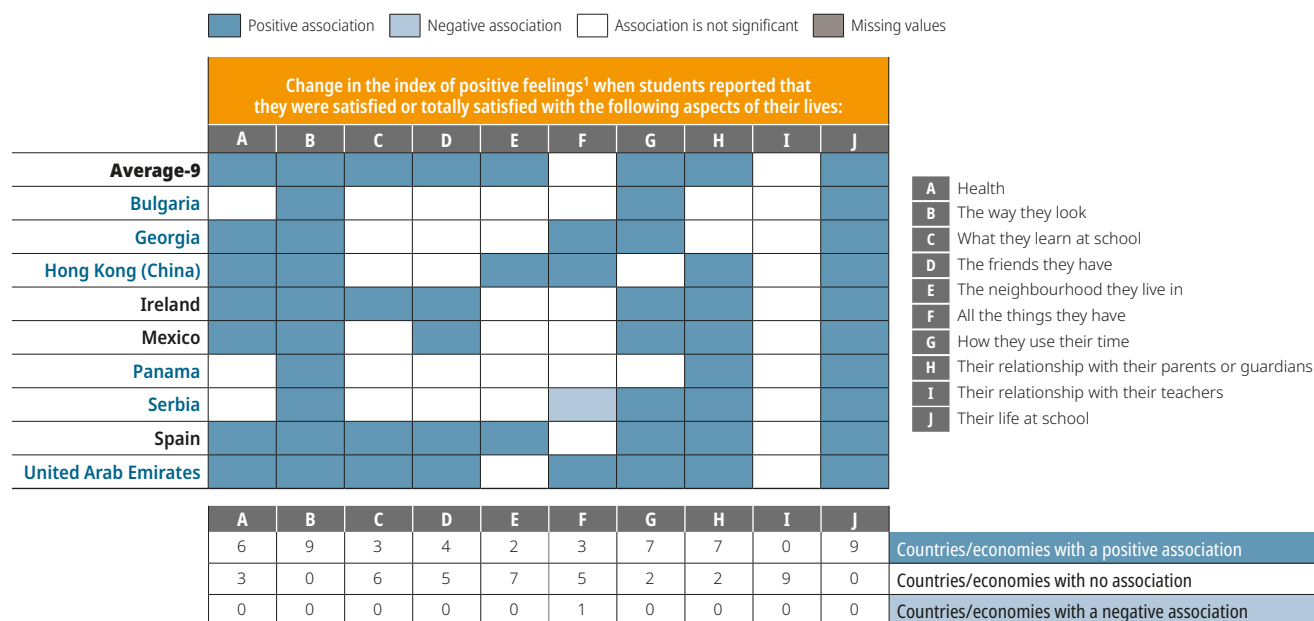 Positive association Negative association Association is not significant Missing values
Change in the index of positive feelings¹ when students reported that
they were satisfied or totally satisfied with the following aspects of their lives:
A B C D E F G H I J
Average-9
Bulgaria
Georgia
Hong Kong (China)
Ireland
Mexico
Panama
Serbia
Spain
United Arab Emirates
A Health
B The way they look
C What they learn at school
D The friends they have
E The neighbourhood they live in
F All the things they have
G How they use their time
H Their relationship with their parents or guardians
I Their relationship with their teachers
J Their life at school
A B C D E F G H I J
6 9 3 4 2 3 7 7 0 9 Countries/economies with a positive association
3 0 6 5 7 5 2 2 9 0 Countries/economies with no association
0 0 0 0 0 1 0 0 0 0 Countries/economies with a negative association